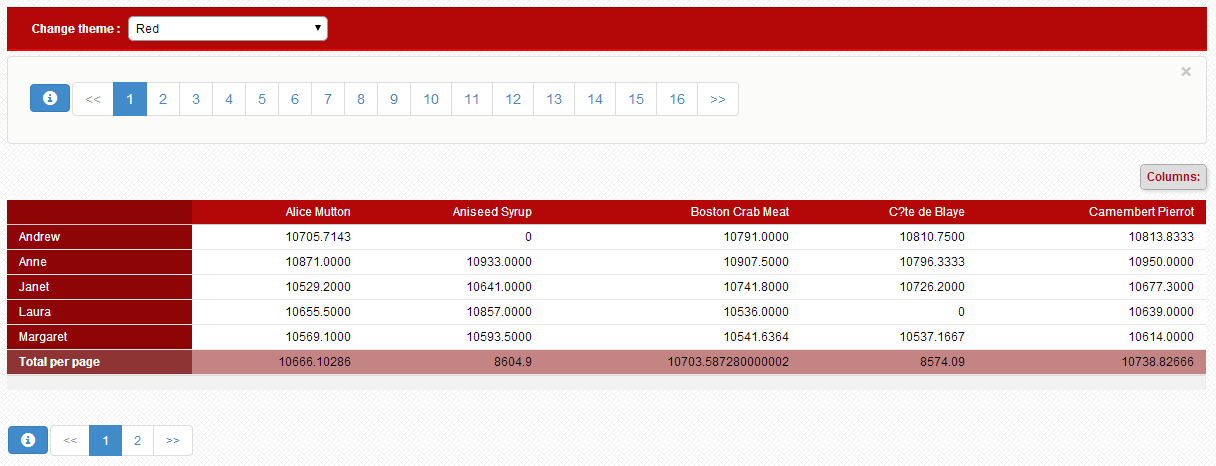 Change theme : Red
×
<< 1 2 3 4 5 6 7 8 9 10 11 12 13 14 15 16 >>
Columns:
Alice Mutton Aniseed Syrup Boston Crab Meat C?te de Blaye Camembert Pierrot
Andrew 10705.7143 0 10791.0000 10810.7500 10813.8333
Anne 10871.0000 10933.0000 10907.5000 10796.3333 10950.0000
Janet 10529.2000 10641.0000 10741.8000 10726.2000 10677.3000
Laura 10655.5000 10857.0000 10536.0000 0 10639.0000
Margaret 10569.1000 10593.5000 10541.6364 10537.1667 10614.0000
Total per page 10666.10286 8604.9 10703.587280000002 8574.09 10738.82666
<< 1 2 >>